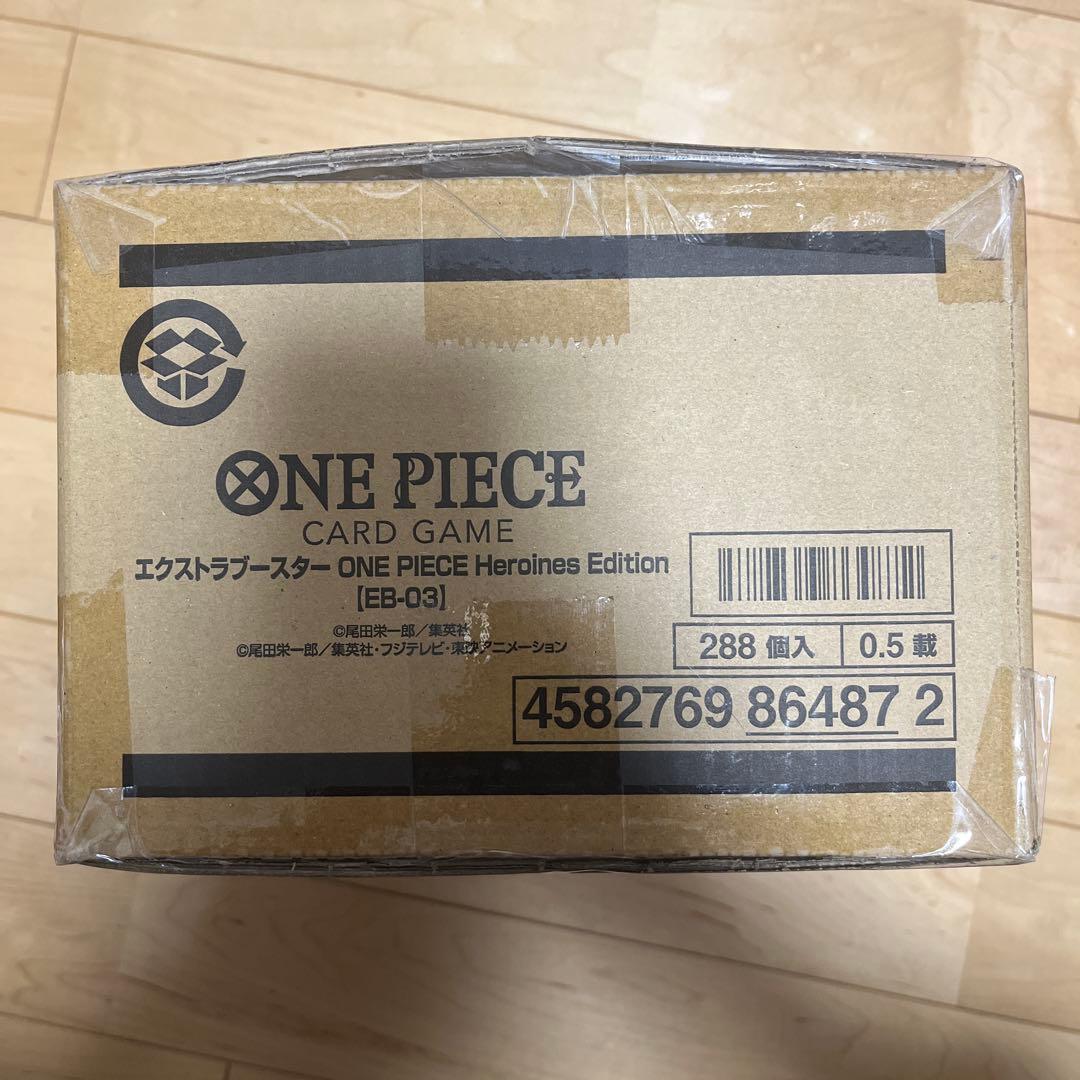 ONE PIECE
CARD GAME
エクストラブースター ONE PIECE Heroines Edition
【EB-03】
©尾田栄一郎／集英社
©尾田栄一郎／集英社・フジテレビ・東映アニメーション
288 個入 0.5 載
4582769 86487 2